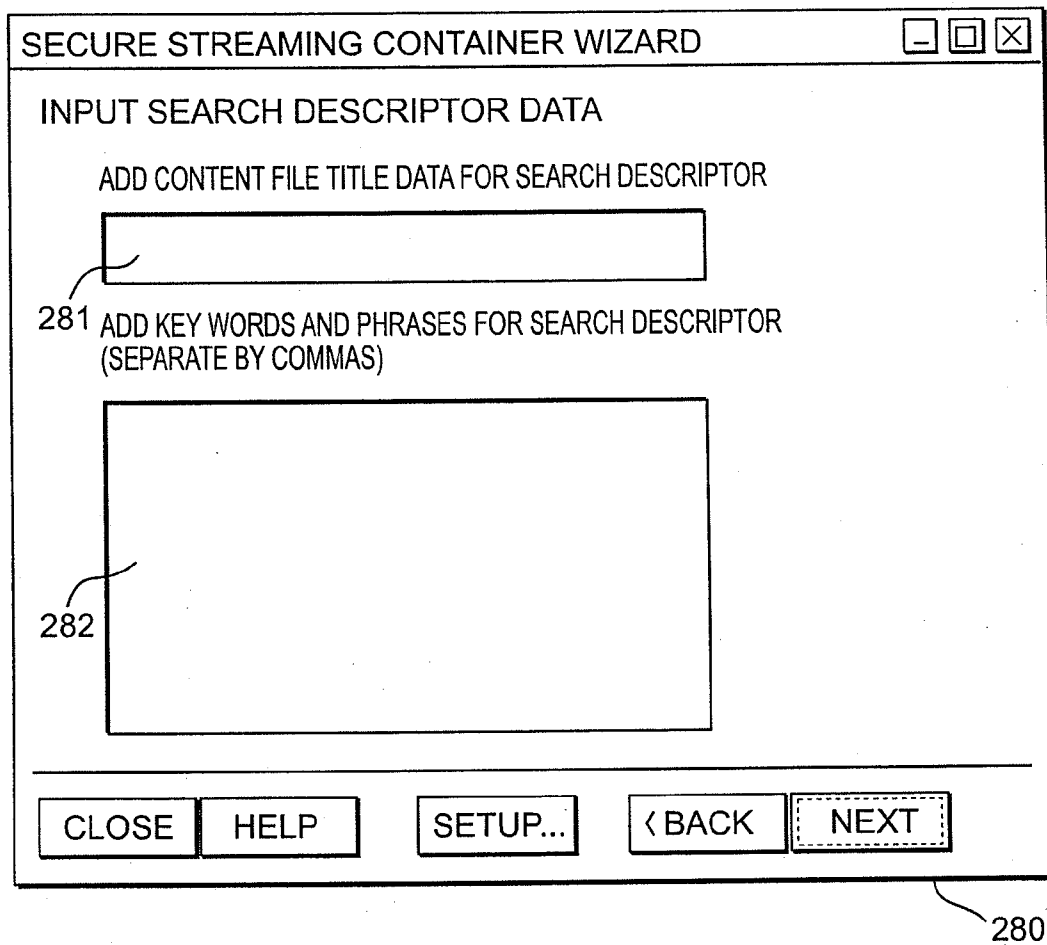 SECURE STREAMING CONTAINER WIZARD
INPUT SEARCH DESCRIPTOR DATA
ADD CONTENT FILE TITLE DATA FOR SEARCH DESCRIPTOR
281
ADD KEY WORDS AND PHRASES FOR SEARCH DESCRIPTOR
(SEPARATE BY COMMAS)
282
CLOSE HELP SETUP... <BACK NEXT
280